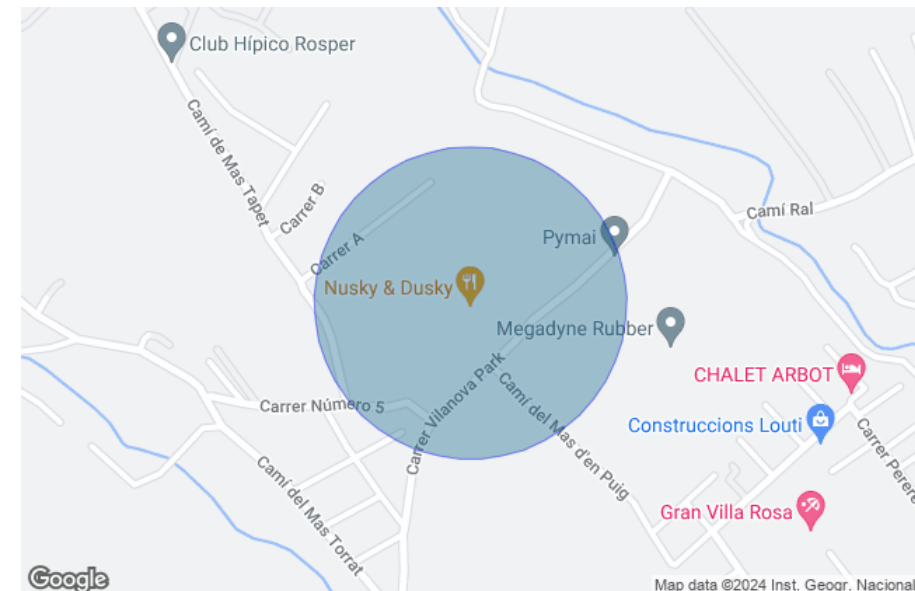 Club Hípico Rosper
Camí de Mas Tapet
Carrer B
Camí Ral
Carrer A
Pymai
Nusky & Dusky
Megadyne Rubber
Carrer Vilanova Park
CHALET ARBOT
Carrer Número 5
Camí del Mas d'en Puig
Construccions Louti
Carrer Perere
Camí del Mas Torrat
Gran Villa Rosa
Google
Map data ©2024 Inst. Geogr. Nacional